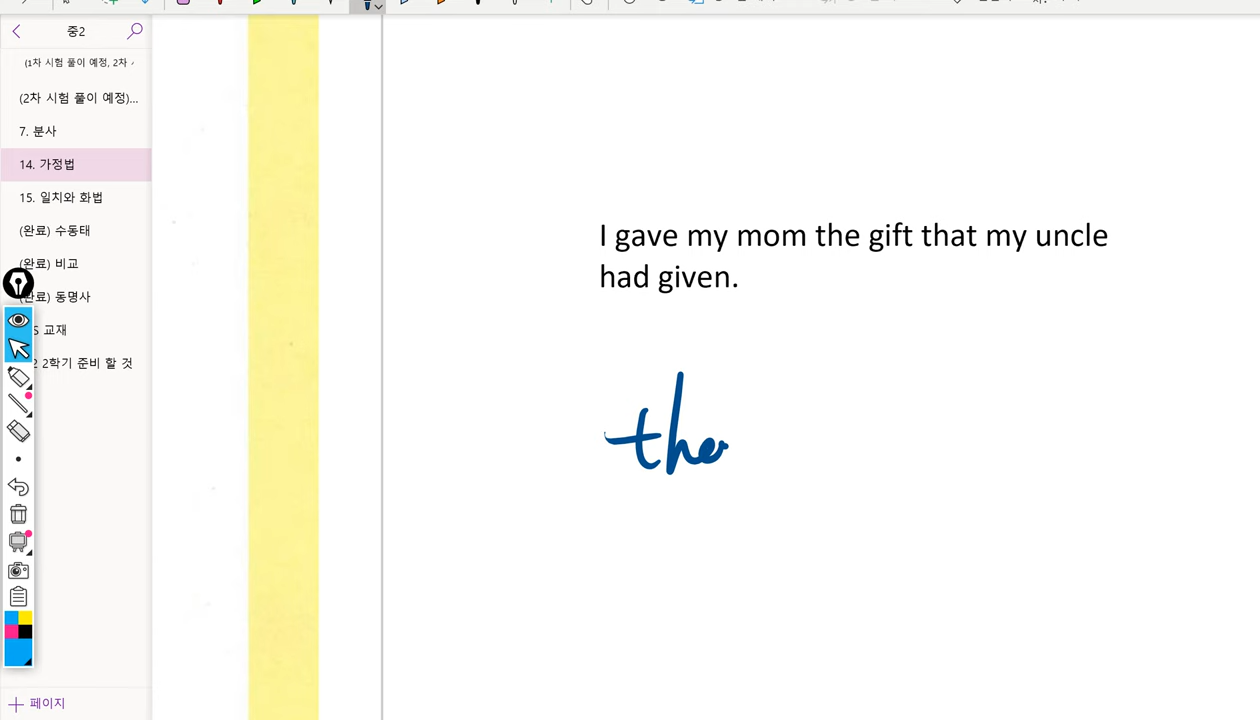 중2
(1차 시험 풀이 예정, 2차
(2차 시험 풀이 예정)...
7. 분사
14. 가정법
15. 일치와 화법
(완료) 수동태
(완료) 비교
(완료) 동명사
S 교재
2 2학기 준비 할 것
페이지
I gave my mom the gift that my uncle
had given.
the